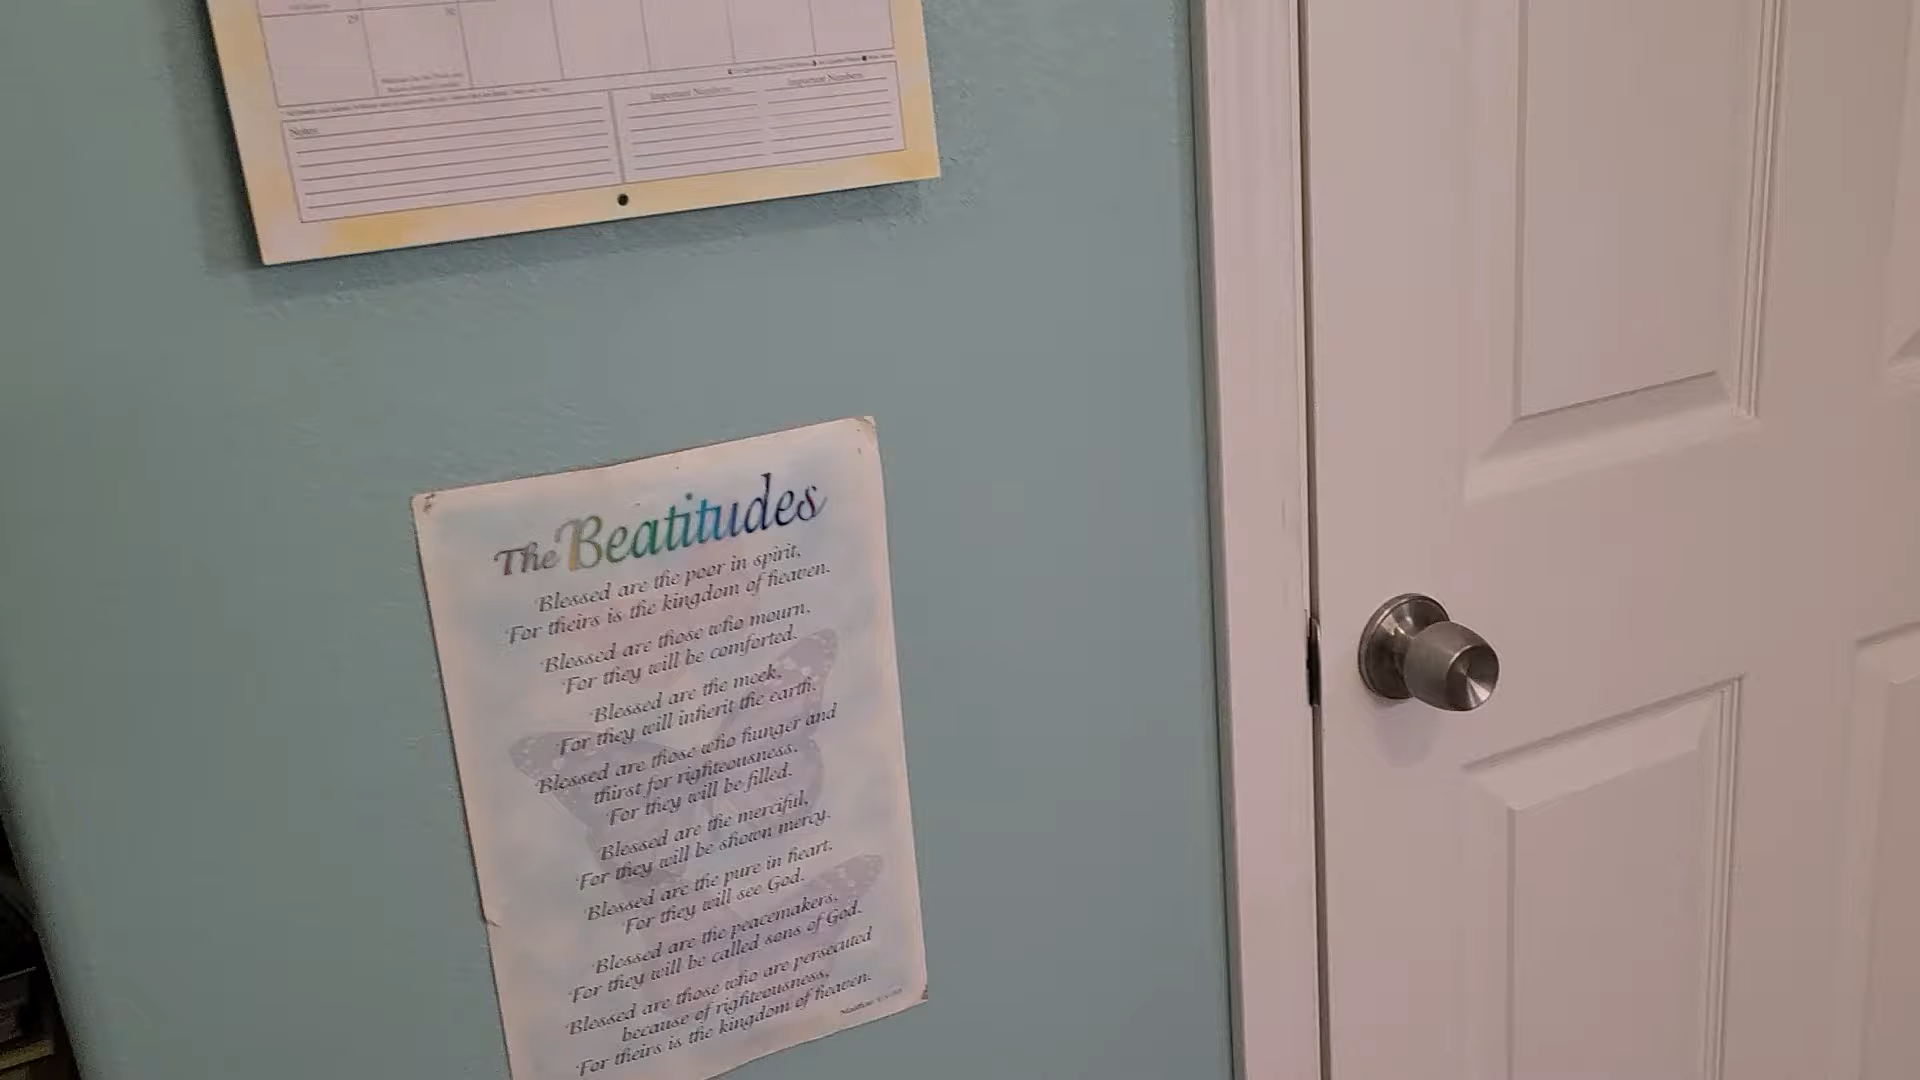 29
30
Notes:
Important Numbers
Important Numbers
The Beatitudes
Blessed are the poor in spirit,
For theirs is the kingdom of heaven.
Blessed are those who mourn,
For they will be comforted.
Blessed are the meek,
For they will inherit the earth.
Blessed are those who hunger and
thirst for righteousness.
For they will be filled.
Blessed are the merciful,
For they will be shown mercy.
Blessed are the pure in heart.
For they will see God.
Blessed are the peacemakers,
For they will be called sons of God.
Blessed are those who are persecuted
because of righteousness,
For theirs is the kingdom of heaven.
Matthew